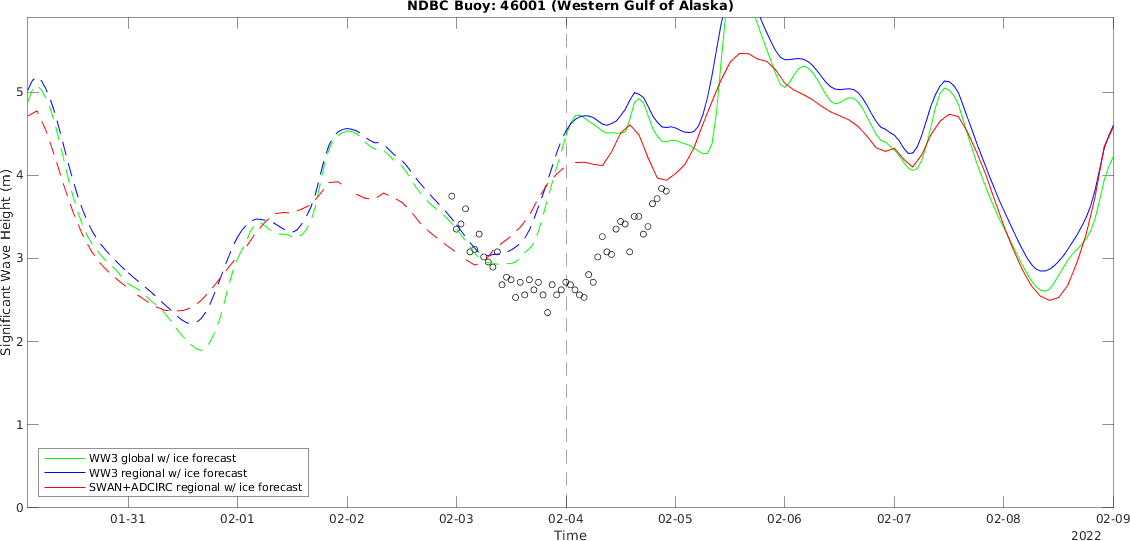 NDBC Buoy: 46001 (Western Gulf of Alaska)
Significant Wave Height (m)
5
4
3
2
1
0
WW3 global w/ ice forecast
WW3 regional w/ ice forecast
SWAN+ADCIRC regional w/ ice forecast
01-31 02-01 02-02 02-03 02-04 02-05 02-06 02-07 02-08 02-09
Time
2022